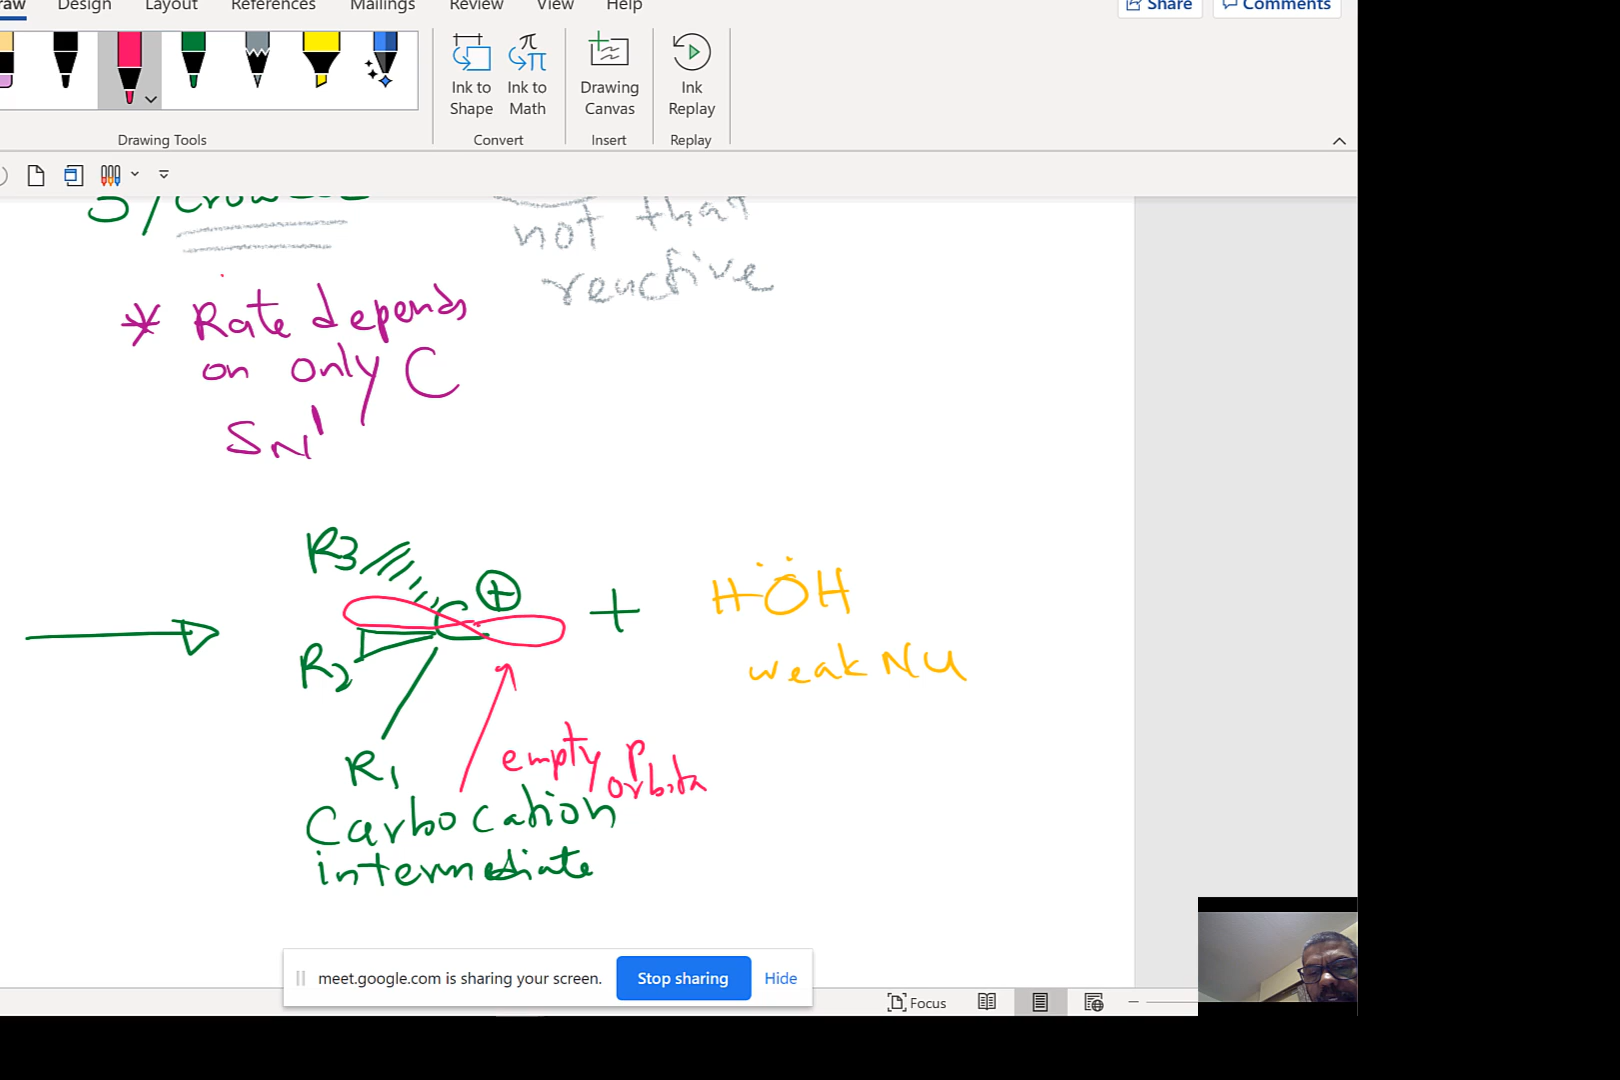 Design
Layout
References
Mailings
Review
View
Help
Share
Comments
Ink to Shape
Ink to Math
Drawing Canvas
Ink Replay
Drawing Tools
Convert
Insert
Replay
not that
reactive
* Rate depends
on only C
SN1
R3
C +
+
HÖH
R2
weak NU
R1
empty P
orbita
Carbocation
intermediate
meet.google.com is sharing your screen.
Stop sharing
Hide
Focus